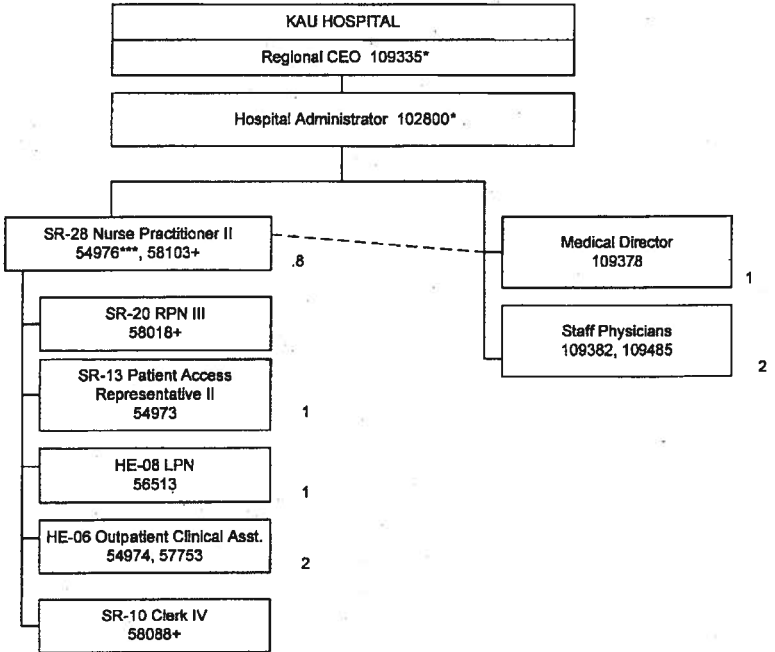 KAU HOSPITAL
Regional CEO 109335*
Hospital Administrator 102800*
SR-28 Nurse Practitioner II
54976***, 58103+
.8
Medical Director
109378
1
Staff Physicians
109382, 109485
2
SR-20 RPN III
58018+
SR-13 Patient Access
Representative II
54973
1
HE-08 LPN
56513
1
HE-06 Outpatient Clinical Asst.
54974, 57753
2
SR-10 Clerk IV
58088+